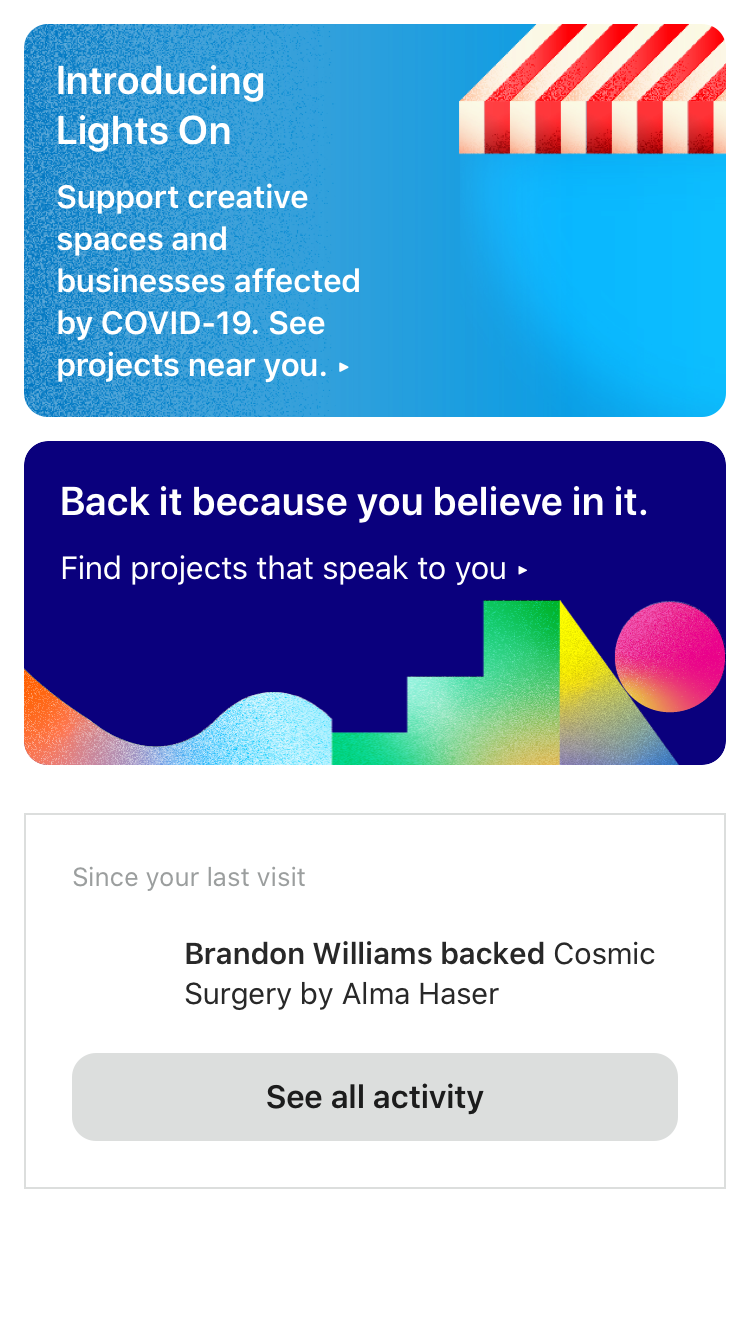 Introducing
Lights On
Support creative
spaces and
businesses affected
by COVID-19. See
projects near you. ▸
Back it because you believe in it.
Find projects that speak to you ▸
Since your last visit
Brandon Williams backed Cosmic
Surgery by Alma Haser
See all activity